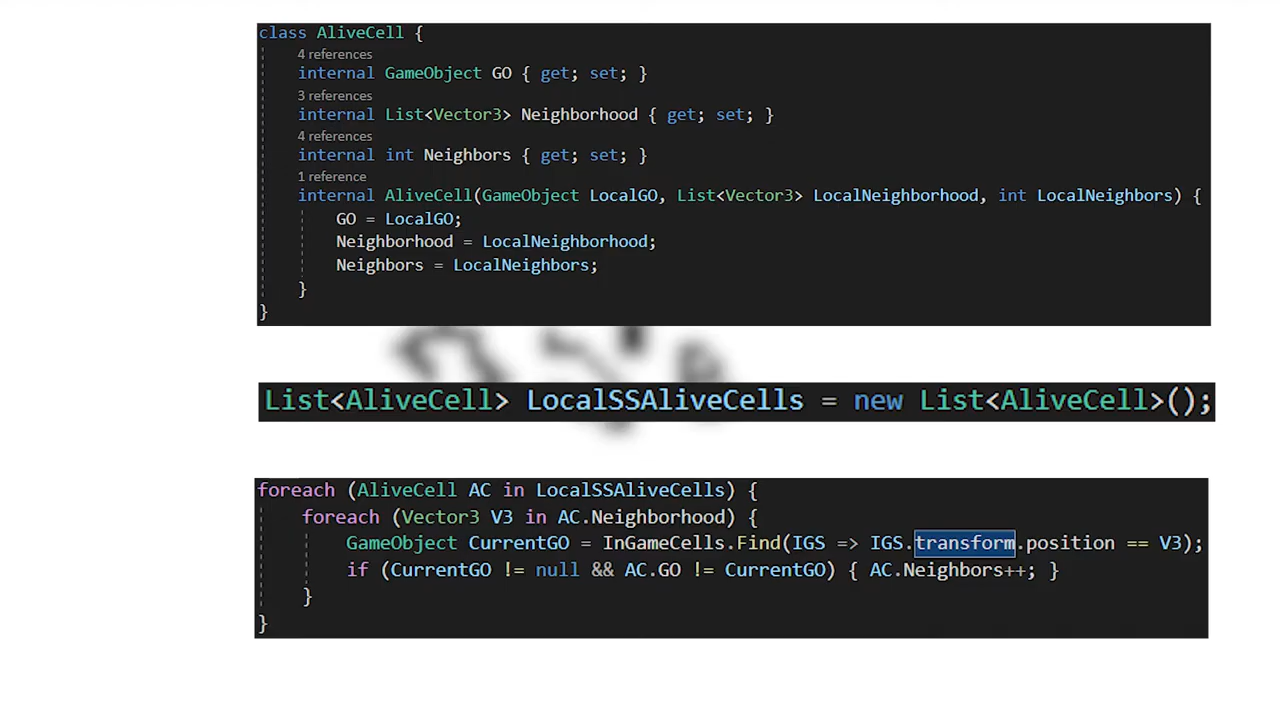 class AliveCell {
4 references
internal GameObject GO { get; set; }
3 references
internal List<Vector3> Neighborhood { get; set; }
4 references
internal int Neighbors { get; set; }
1 reference
internal AliveCell(GameObject LocalGO, List<Vector3> LocalNeighborhood, int LocalNeighbors) {
GO = LocalGO;
Neighborhood = LocalNeighborhood;
Neighbors = LocalNeighbors;
}
}
List<AliveCell> LocalSSAliveCells = new List<AliveCell>();
foreach (AliveCell AC in LocalSSAliveCells) {
foreach (Vector3 V3 in AC.Neighborhood) {
GameObject CurrentGO = InGameCells.Find(IGS => IGS.transform.position == V3);
if (CurrentGO != null && AC.GO != CurrentGO) { AC.Neighbors++; }
}
}